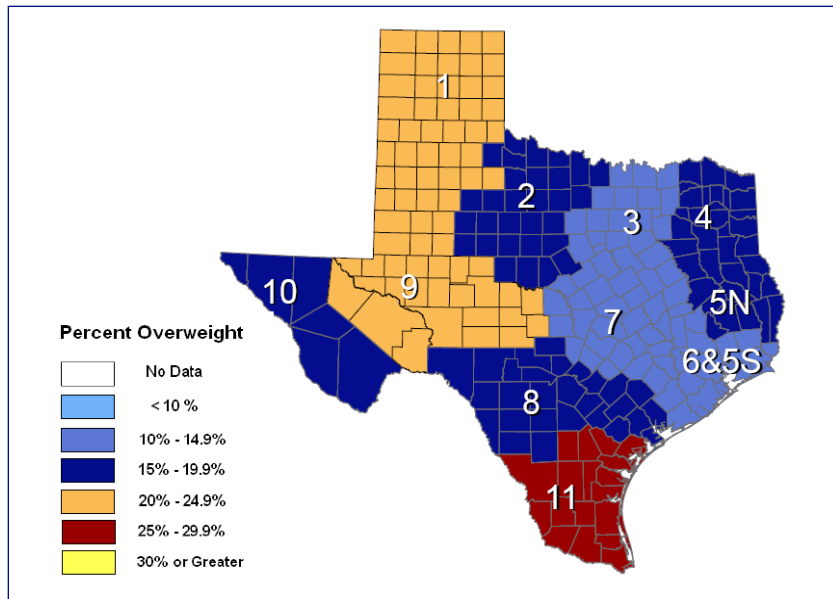 1
2
3
4
9
10
5N
7
6&5S
8
11
Percent Overweight
No Data
< 10 %
10% - 14.9%
15% - 19.9%
20% - 24.9%
25% - 29.9%
30% or Greater